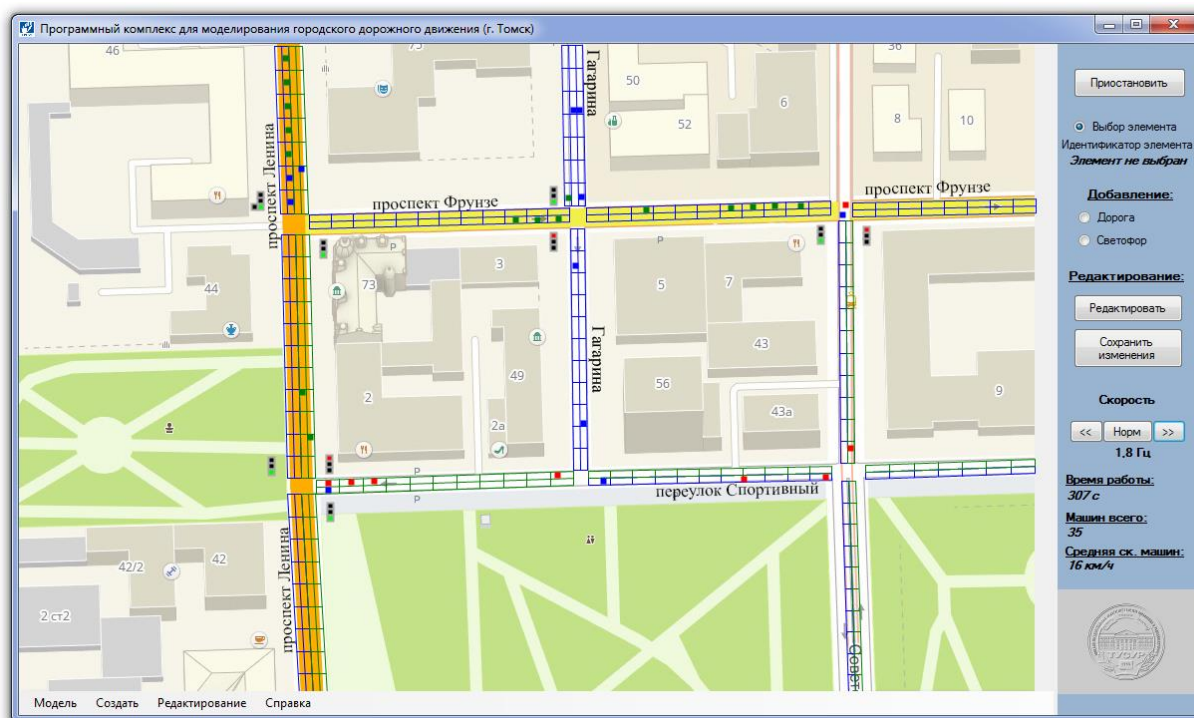 Программный комплекс для моделирования городского дорожного движения (г. Томск)
46
75
50
52
6
36
8
10
Гагарина
проспект Ленина
проспект Фрунзе
проспект Фрунзе
P
P
44
73
3
5
7
Гагарина
43
2
49
2а
56
43а
9
P
P
переулок Спортивный
42/2
42
2 ст2
проспект Ленина
Приостановить
Выбор элемента
Идентификатор элемента
Элемент не выбран
Добавление:
Дорога
Светофор
Редактирование:
Редактировать
Сохранить
изменения
Скорость
<<
Норм
>>
1,8 Гц
Время работы:
307 с
Машин всего:
35
Средняя ск. машин:
16 км/ч
ТУСУР
Модель
Создать
Редактирование
Справка